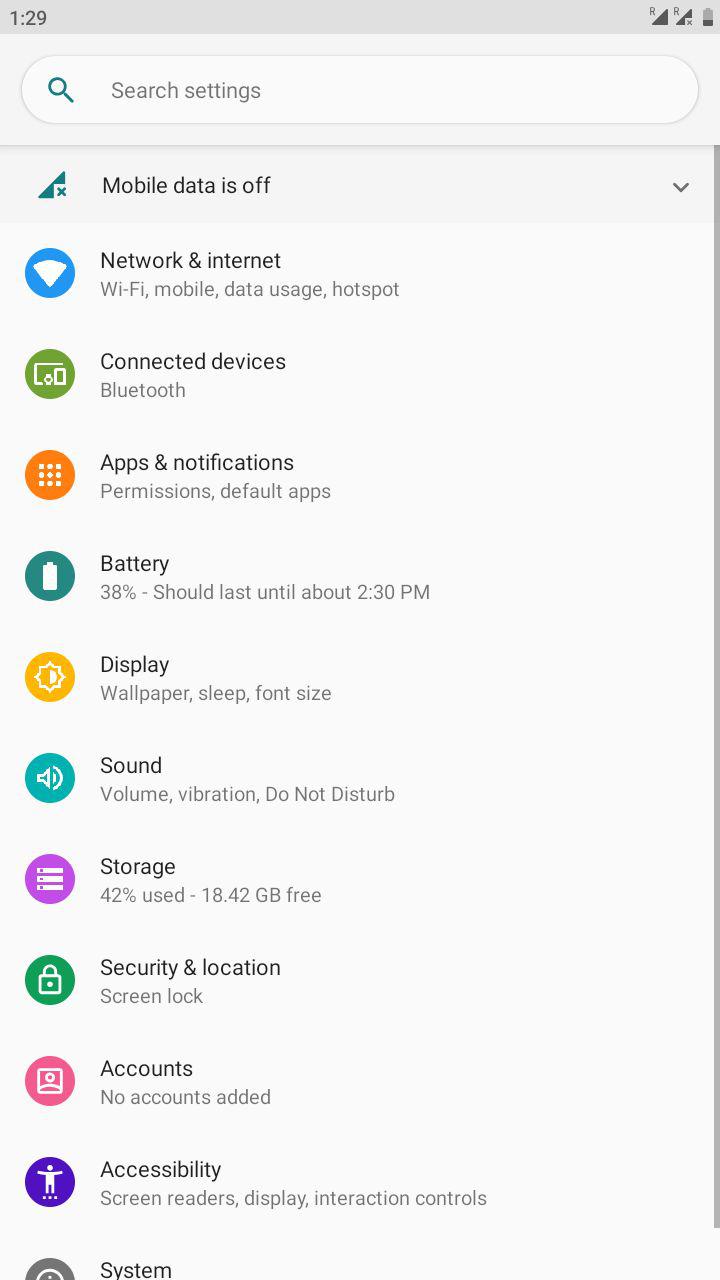 1:29
R R
Search settings
Mobile data is off
Network & internet
Wi-Fi, mobile, data usage, hotspot
Connected devices
Bluetooth
Apps & notifications
Permissions, default apps
Battery
38% - Should last until about 2:30 PM
Display
Wallpaper, sleep, font size
Sound
Volume, vibration, Do Not Disturb
Storage
42% used - 18.42 GB free
Security & location
Screen lock
Accounts
No accounts added
Accessibility
Screen readers, display, interaction controls
System